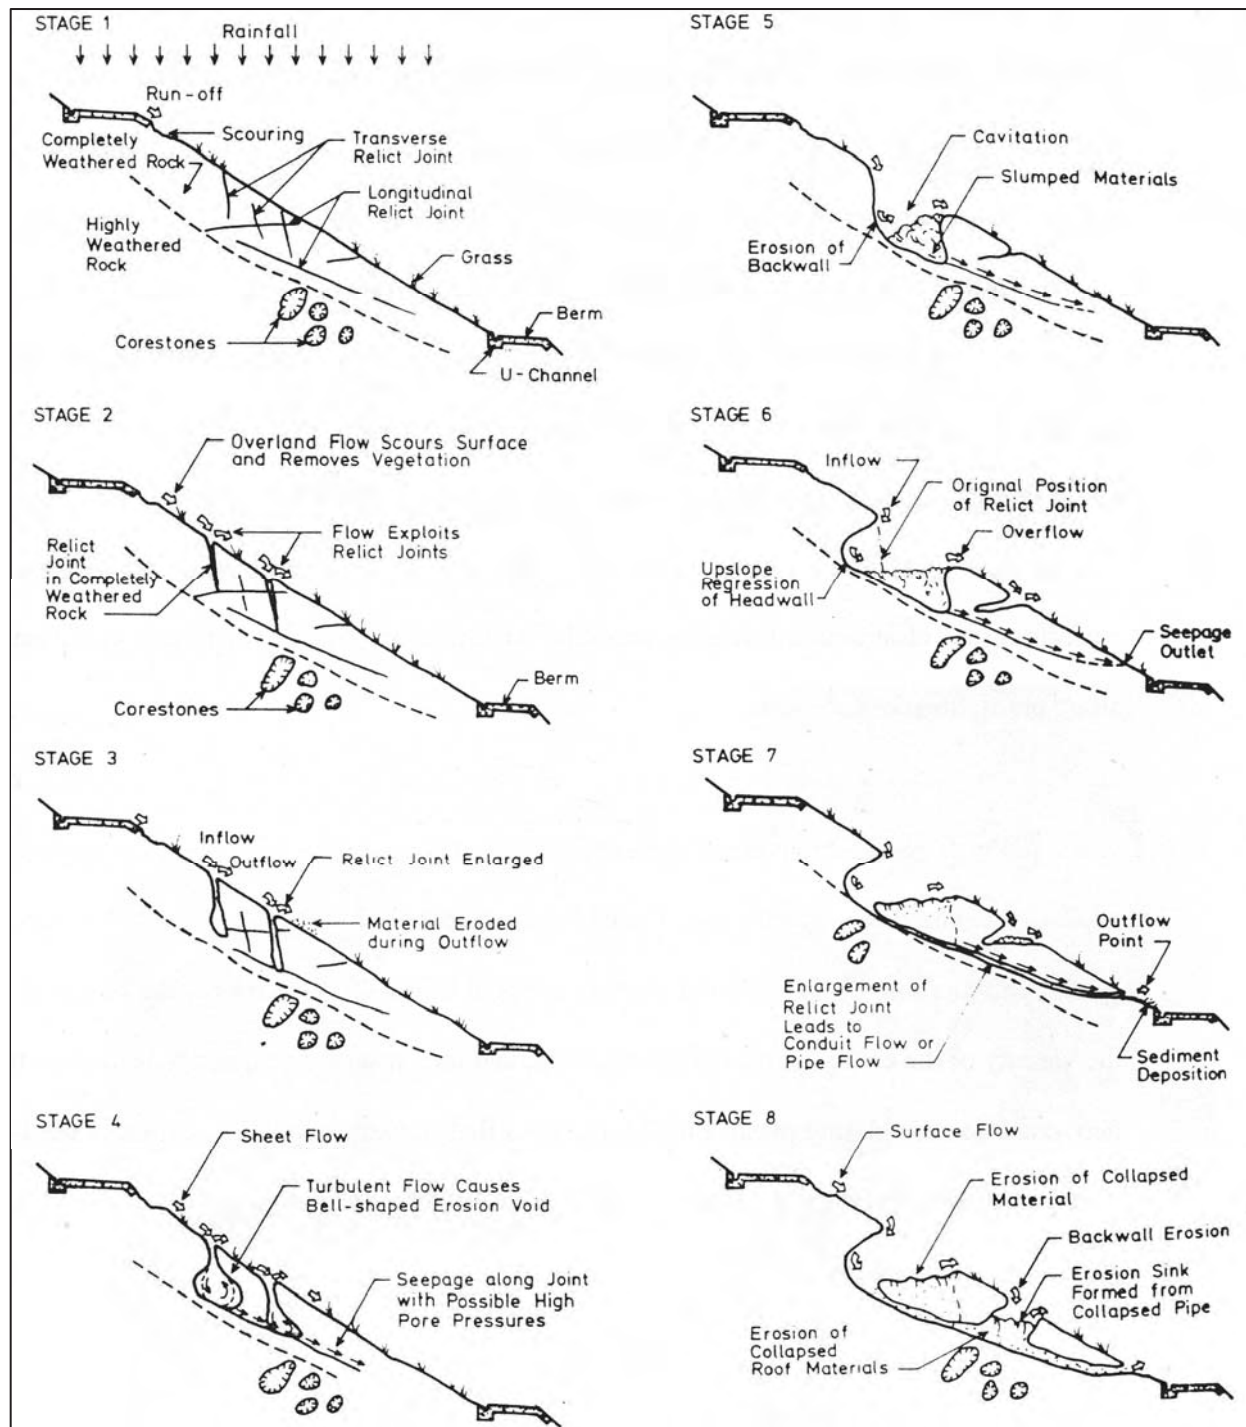 STAGE 1
Rainfall
Run-off
Scouring
Completely
Weathered Rock
Transverse
Relict Joint
Longitudinal
Relict Joint
Highly
Weathered
Rock
Grass
Berm
Corestones
U-Channel
STAGE 2
Overland Flow Scours Surface
and Removes Vegetation
Flow Exploits
Relict Joints
Relict
Joint
in Completely
Weathered
Rock
Berm
Corestones
STAGE 3
Inflow
Outflow
Relict Joint Enlarged
Material Eroded
during Outflow
STAGE 4
Sheet Flow
Turbulent Flow Causes
Bell-shaped Erosion Void
Seepage along Joint
with Possible High
Pore Pressures
STAGE 5
Cavitation
Slumped Materials
Erosion of
Backwall
STAGE 6
Inflow
Original Position
of Relict Joint
Overflow
Upslope
Regression
of Headwall
Seepage
Outlet
STAGE 7
Outflow
Point
Enlargement of
Relict Joint
Leads to
Conduit Flow or
Pipe Flow
Sediment
Deposition
STAGE 8
Surface Flow
Erosion of Collapsed
Material
Backwall Erosion
Erosion Sink
Formed from
Collapsed Pipe
Erosion of
Collapsed
Roof Materials